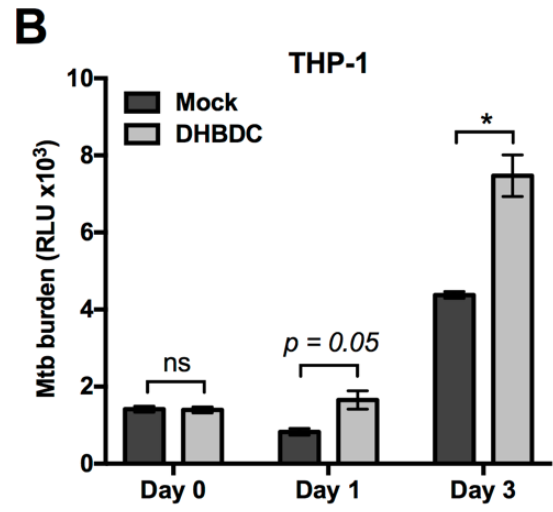 B
THP-1
Mock
DHBDC
Mtb burden (RLU x10³)
10
8
6
4
2
0
ns
p = 0.05
*
Day 0
Day 1
Day 3